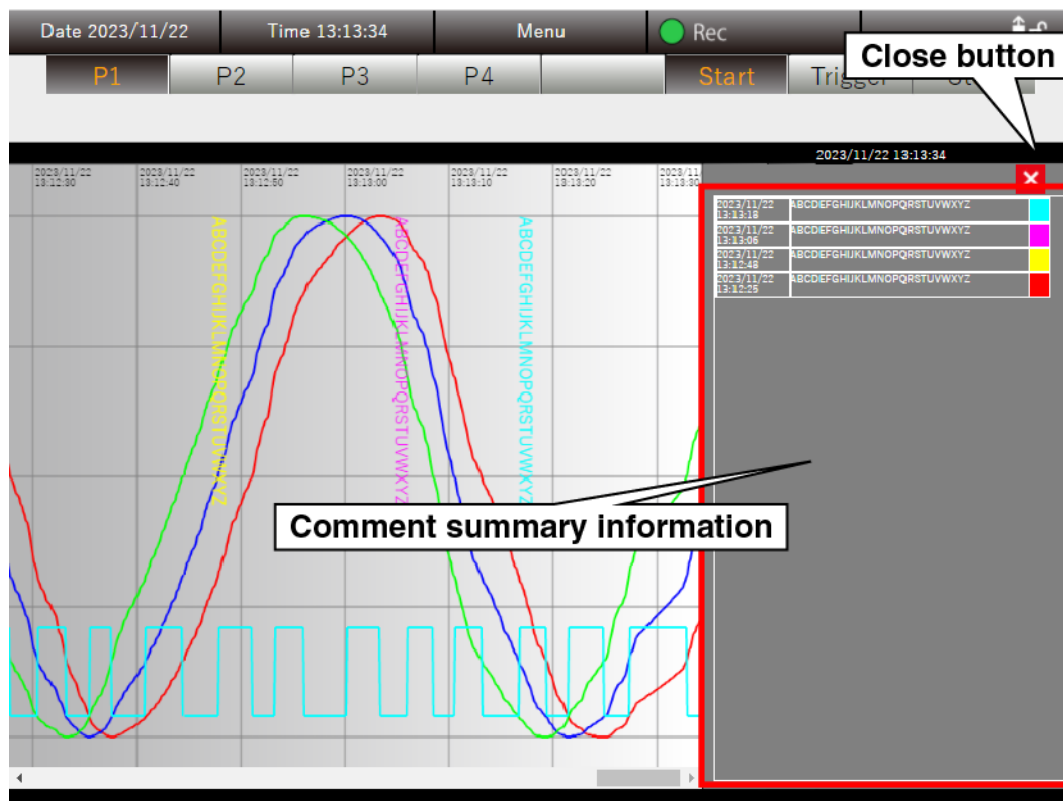 Date 2023/11/22 Time 13:13:34 Menu Rec
Close button
P1 P2 P3 P4 Start Trigger
2023/11/22 13:13:34
2023/11/22 2023/11/22 2023/11/22 2023/11/22 2023/11/22 2023/11/22 2023/11
13:12:30 13:12:40 13:12:50 13:13:00 13:13:10 13:13:20 13:13:30
ABCDEFGHIJKLMNOPQRSTUVWXYZ
ABCDEFGHIJKLMNOPQRSTUVWXYZ
ABCDEFGHIJKLMNOPQRSTUVWXYZ
2023/11/22 ABCDEFGHIJKLMNOPQRSTUVWXYZ
13:13:18
2023/11/22 ABCDEFGHIJKLMNOPQRSTUVWXYZ
13:13:06
2023/11/22 ABCDEFGHIJKLMNOPQRSTUVWXYZ
13:12:48
2023/11/22 ABCDEFGHIJKLMNOPQRSTUVWXYZ
13:12:25
Comment summary information